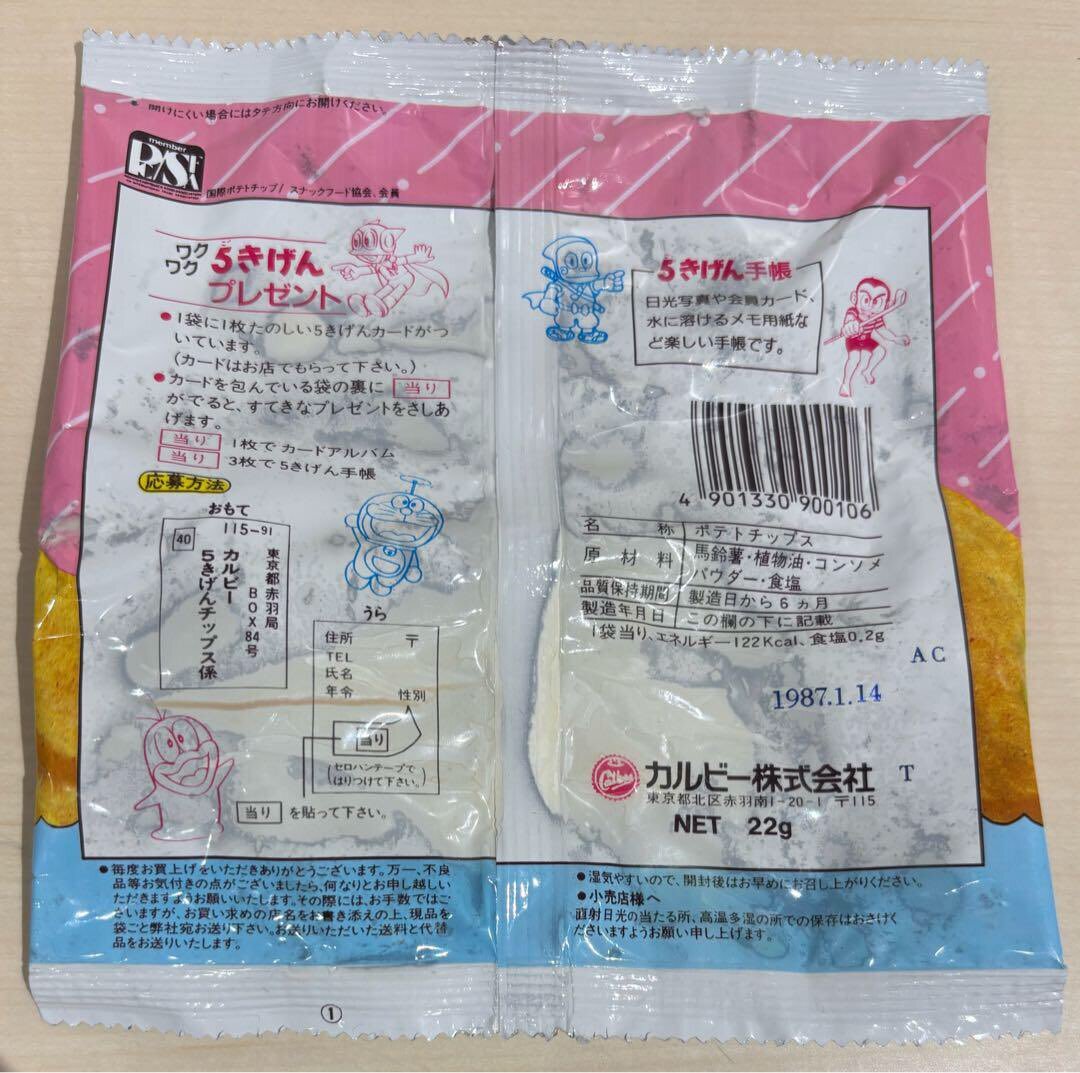 開けにくい場合にはタテ方向にお開けください。
member
国際ポテトチップ/スナックフード協会、会員
ワク
ワク
5きげん
プレゼント
●1袋に1枚たのしい5きげんカードがつ
いています。
(カードはお店でもらって下さい。)
●カードを包んでいる袋の裏に 当り
がでると、すてきなプレゼントをさしあ
げます。
当り 1枚で カードアルバム
当り 3枚で 5きげん手帳
応募方法
おもて
115-91
40
東京都赤羽局
BOX84号
カルビー
5きげんチップス係
うら
住所 〒
TEL
氏名
年令 性別
当り
(セロハンテープで
はりつけて下さい。)
当り を貼って下さい。
5きげん手帳
日光写真や会員カード、
水に溶けるメモ用紙な
ど楽しい手帳です。
4 901330 900106
名称 ポテトチップス
原材料 馬鈴薯・植物油・コンソメ
パウダー・食塩
品質保持期間 製造日から6ヵ月
製造年月日 この欄の下に記載
1袋当り、エネルギー122Kcal、食塩0.2g
AC
1987.1.14
Calbee カルビー株式会社 T
東京都北区赤羽南1-20-1 〒115
NET 22g
●毎度お買上げをいただきありがとうございます。万一、不良
品等お気付きの点がございましたら、何なりとお申し越しい
ただきますようお願いいたします。その際には、お手数ではご
ざいますが、お買い求めの店名をお書き添えの上、現品を
袋ごと弊社宛お送り下さい。お送りいただいた送料と代替
品をお送りいたします。
●湿気やすいので、開封後はお早めにお召し上がりください。
●小売店様へ
直射日光の当たる所、高温多湿の所での保存はおさけく
ださいますようお願い申し上げます。
①